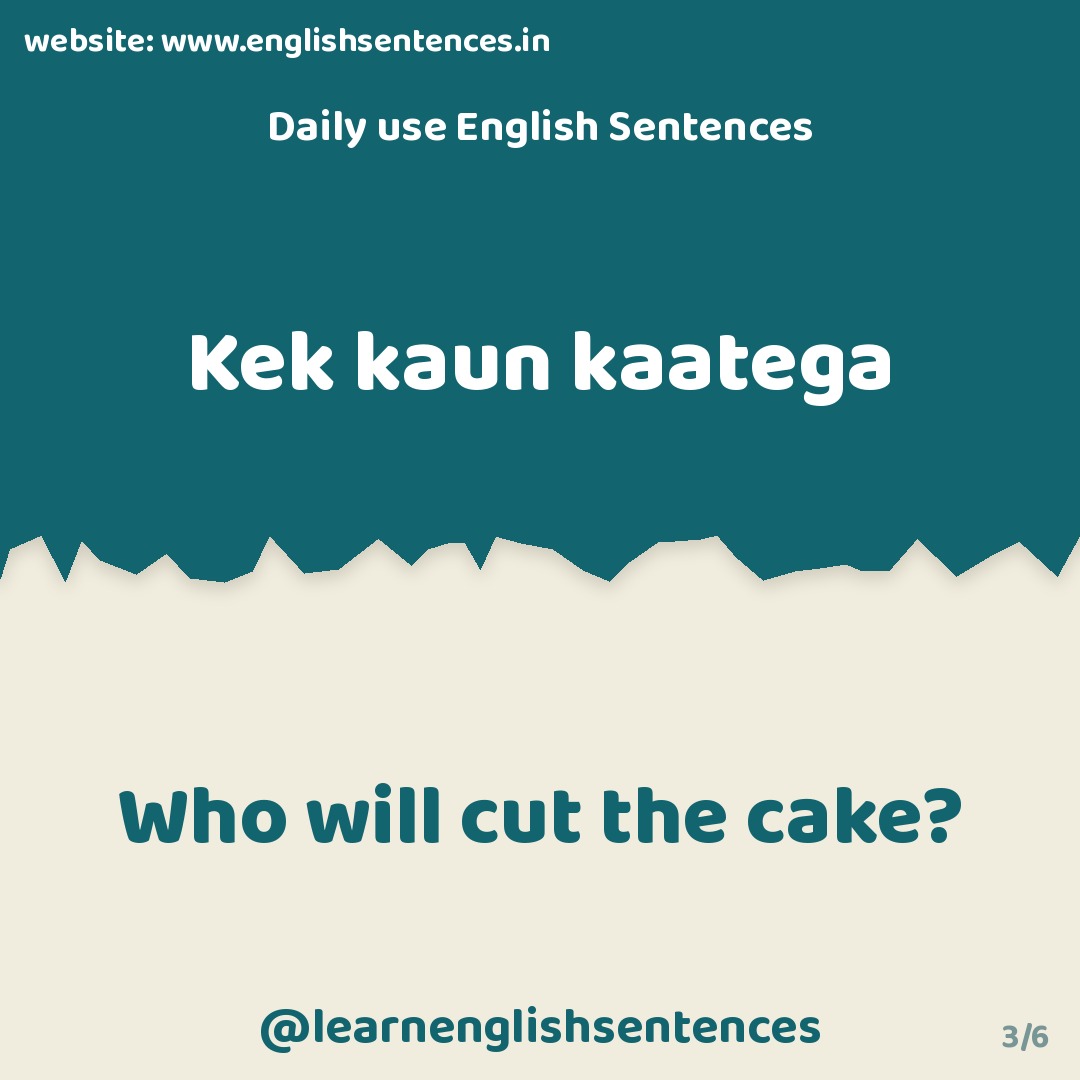 website: www.englishsentences.in
Daily use English Sentences
Kek kaun kaatega
Who will cut the cake?
@learnenglishsentences
3/6